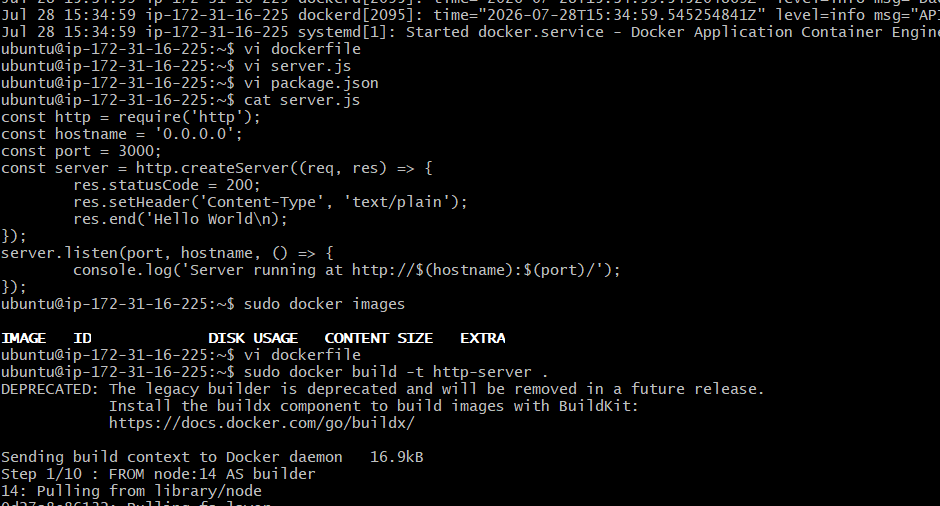 Jul 28 15:34:59 ip-172-31-16-225 dockerd[2095]: time="2026-07-28T15:34:59.545254841Z" level=info msg="API
Jul 28 15:34:59 ip-172-31-16-225 systemd[1]: Started docker.service - Docker Application Container Engine
ubuntu@ip-172-31-16-225:~$ vi dockerfile
ubuntu@ip-172-31-16-225:~$ vi server.js
ubuntu@ip-172-31-16-225:~$ vi package.json
ubuntu@ip-172-31-16-225:~$ cat server.js
const http = require('http');
const hostname = '0.0.0.0';
const port = 3000;
const server = http.createServer((req, res) => {
        res.statusCode = 200;
        res.setHeader('Content-Type', 'text/plain');
        res.end('Hello World\n);
});
server.listen(port, hostname, () => {
        console.log('Server running at http://$(hostname):$(port)/');
});
ubuntu@ip-172-31-16-225:~$ sudo docker images
IMAGE   ID              DISK USAGE   CONTENT SIZE   EXTRA
ubuntu@ip-172-31-16-225:~$ vi dockerfile
ubuntu@ip-172-31-16-225:~$ sudo docker build -t http-server .
DEPRECATED: The legacy builder is deprecated and will be removed in a future release.
            Install the buildx component to build images with BuildKit:
            https://docs.docker.com/go/buildx/
Sending build context to Docker daemon   16.9kB
Step 1/10 : FROM node:14 AS builder
14: Pulling from library/node